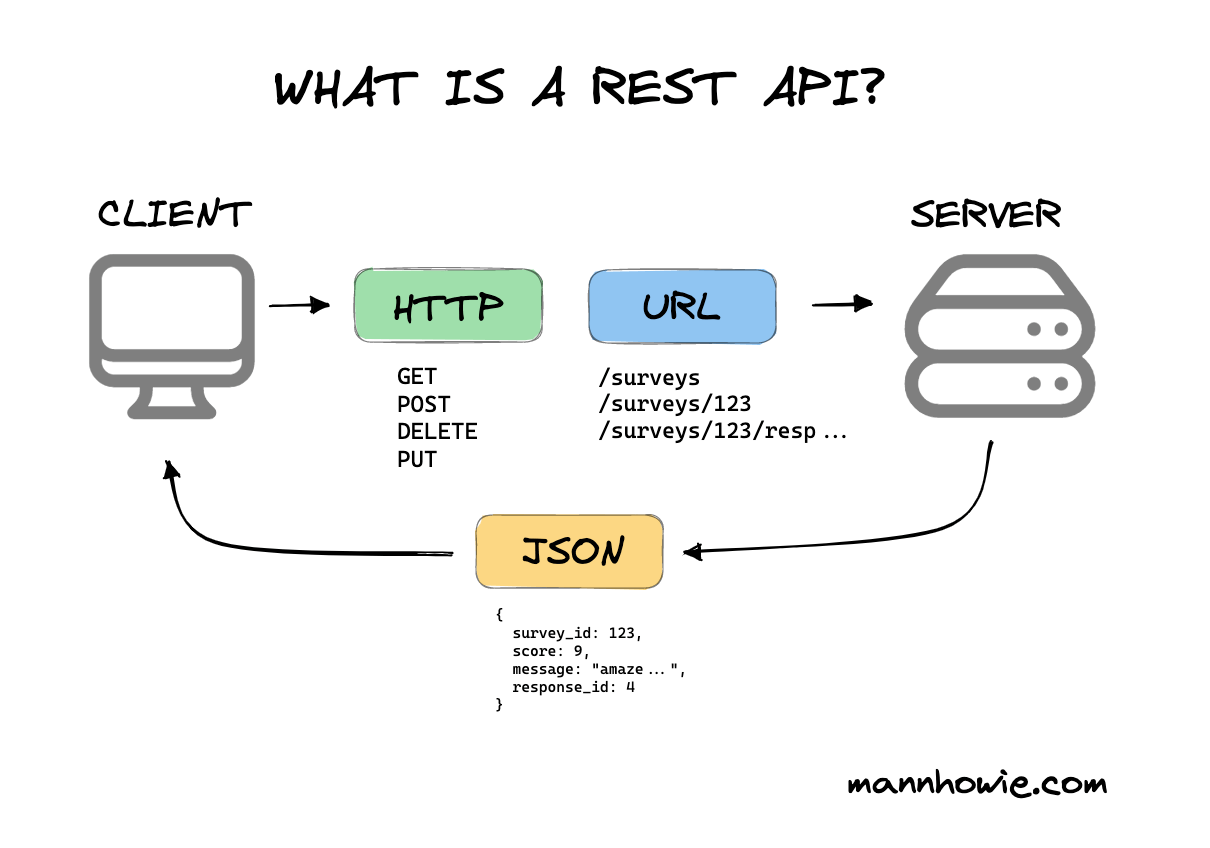 WHAT IS A REST API?
CLIENT
SERVER
HTTP
URL
GET
POST
DELETE
PUT
/surveys
/surveys/123
/surveys/123/resp...
JSON
{
survey_id: 123,
score: 9,
message: "amaze...",
response_id: 4
}
mannhowie.com